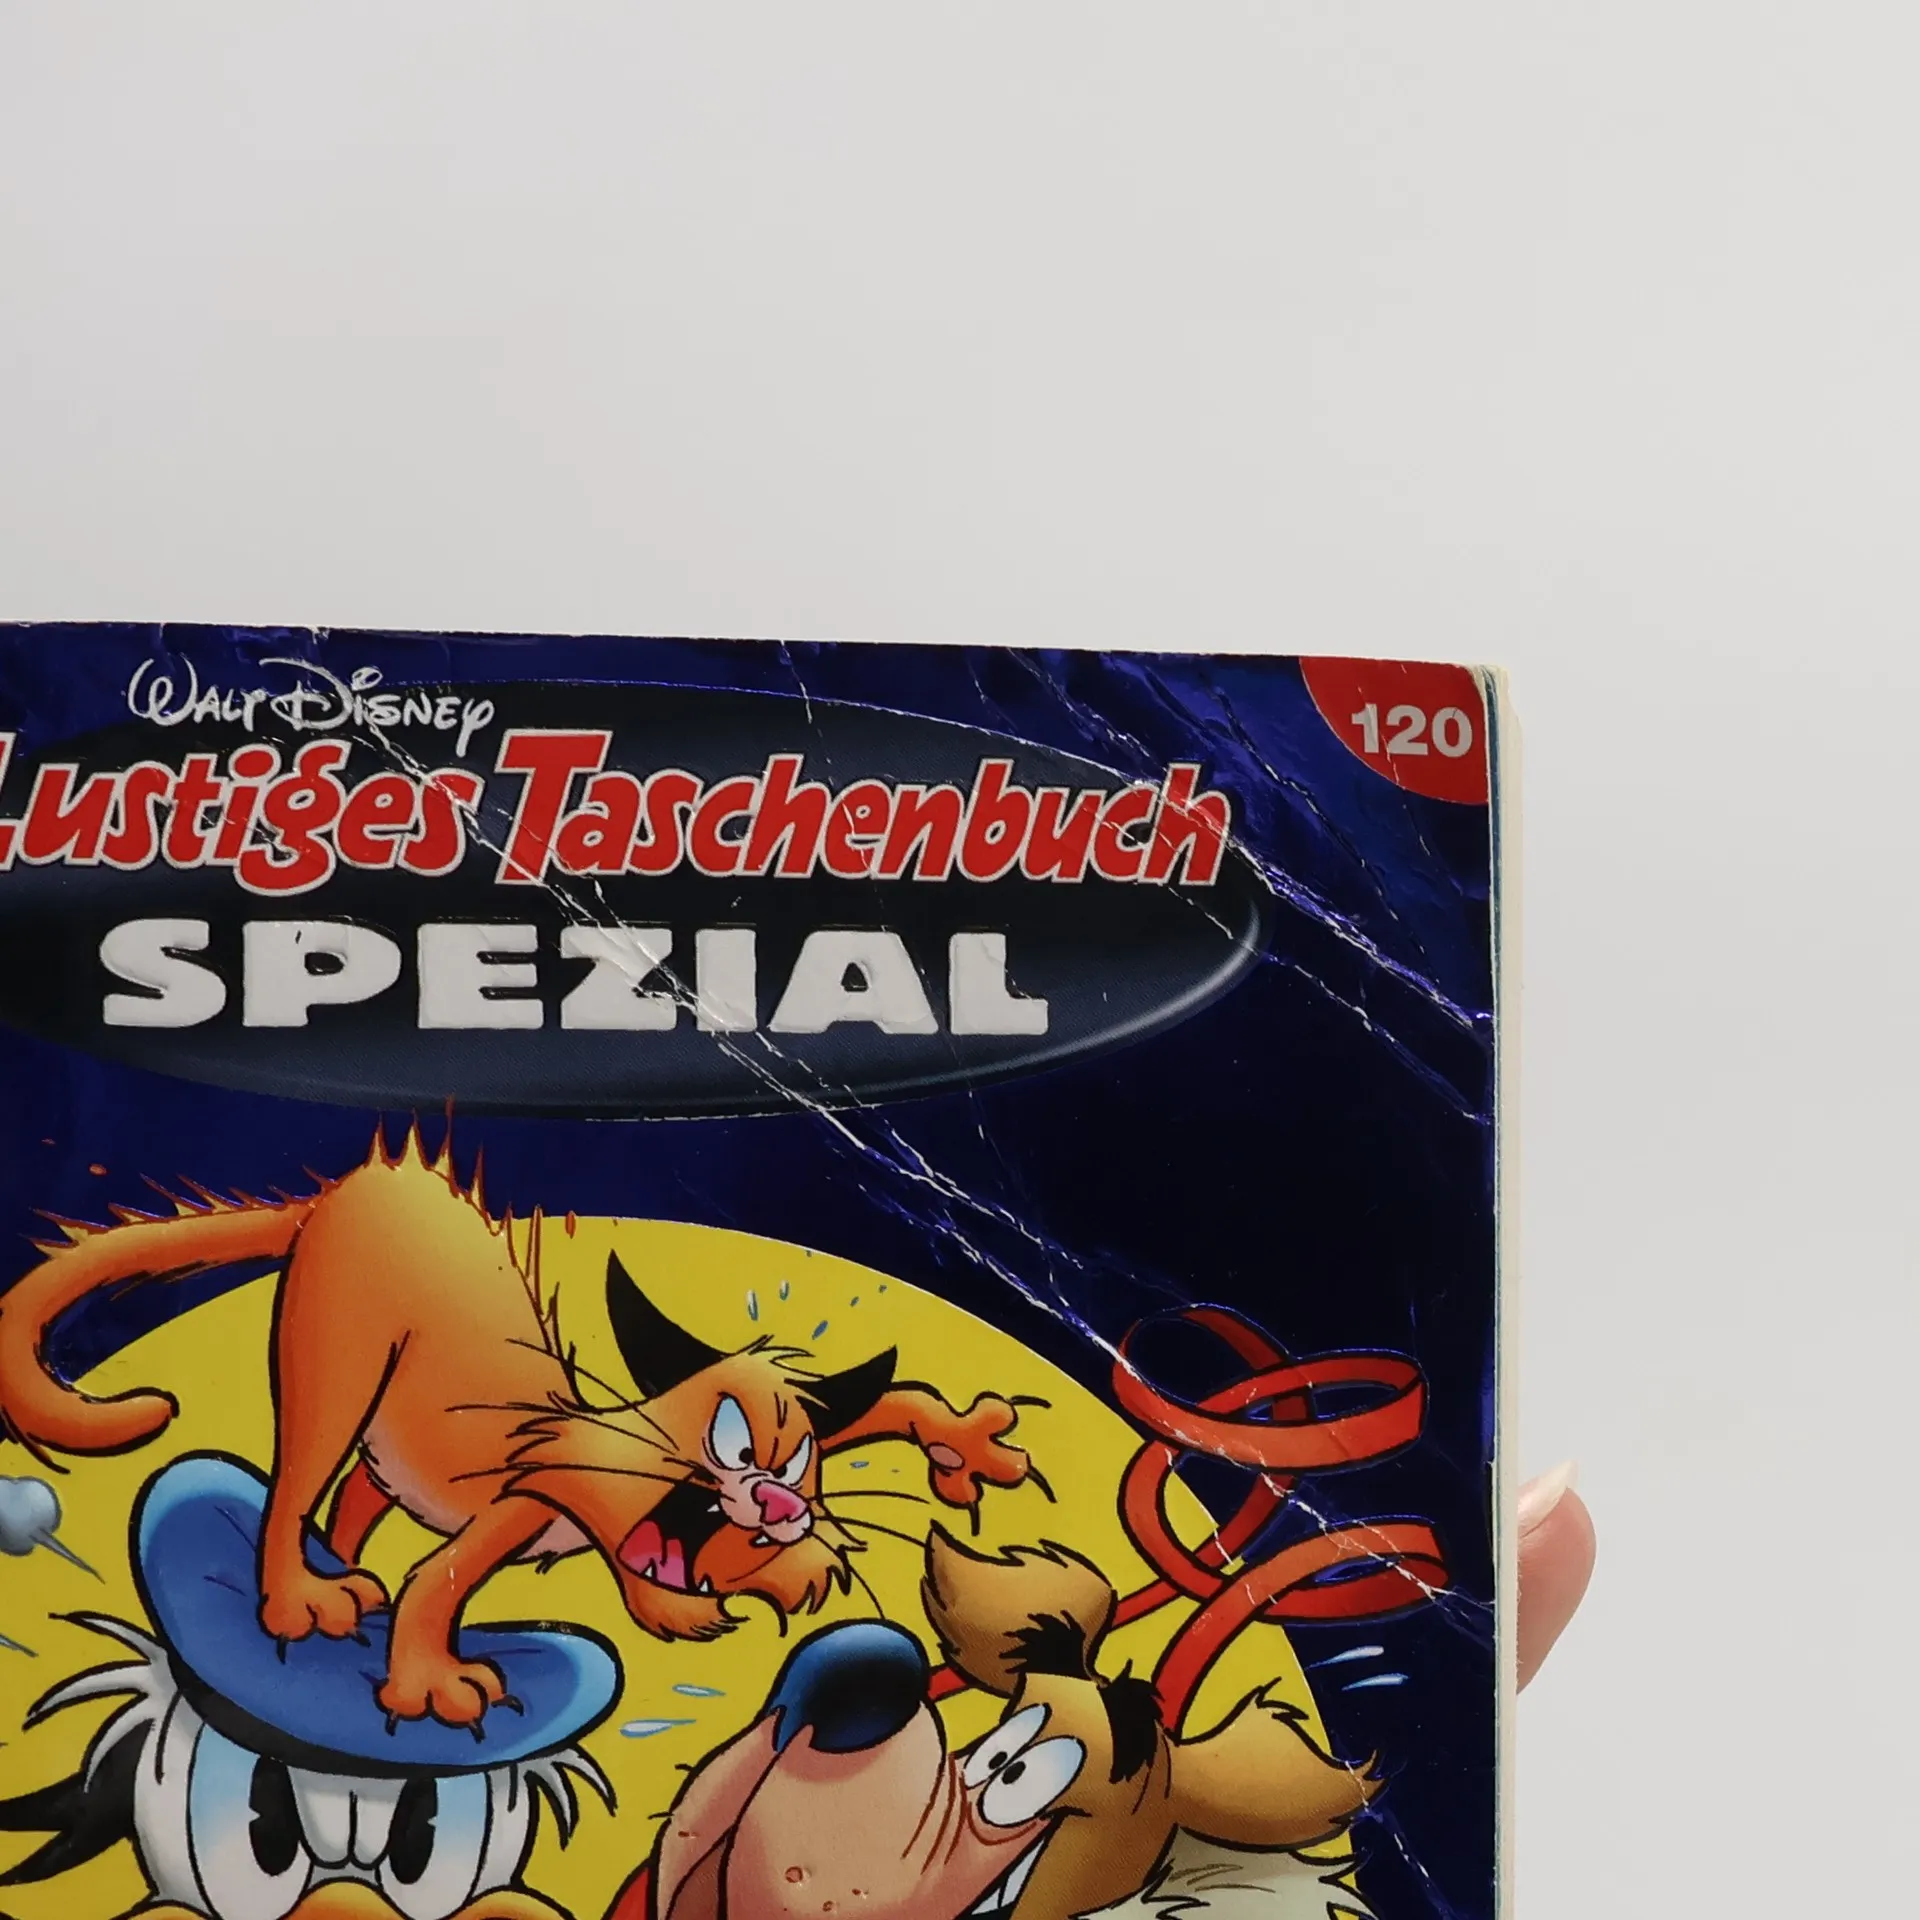 WALT DISNEY
120
Lustiges Taschenbuch
SPEZIAL